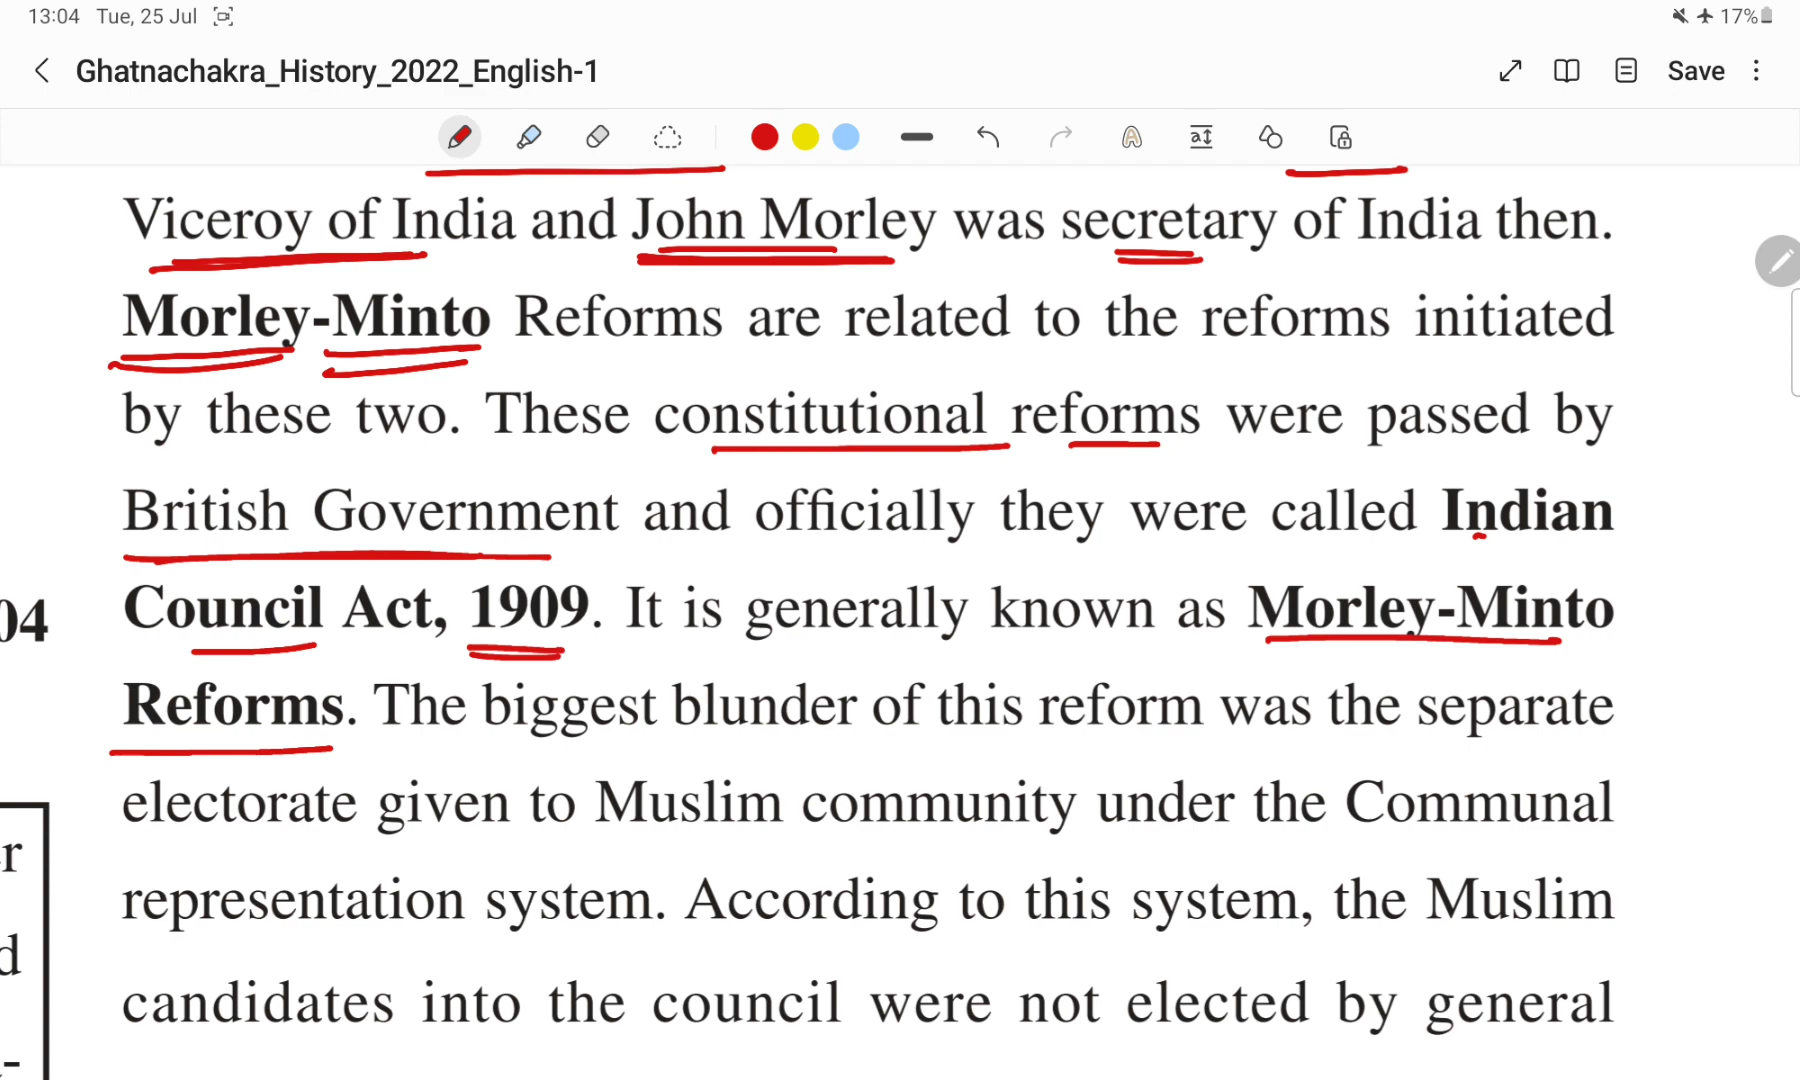 13:04 Tue, 25 Jul
17%
Ghatnachakra_History_2022_English-1
Save
Viceroy of India and John Morley was secretary of India then.
Morley-Minto Reforms are related to the reforms initiated
by these two. These constitutional reforms were passed by
British Government and officially they were called Indian
04 Council Act, 1909. It is generally known as Morley-Minto
Reforms. The biggest blunder of this reform was the separate
electorate given to Muslim community under the Communal
representation system. According to this system, the Muslim
candidates into the council were not elected by general